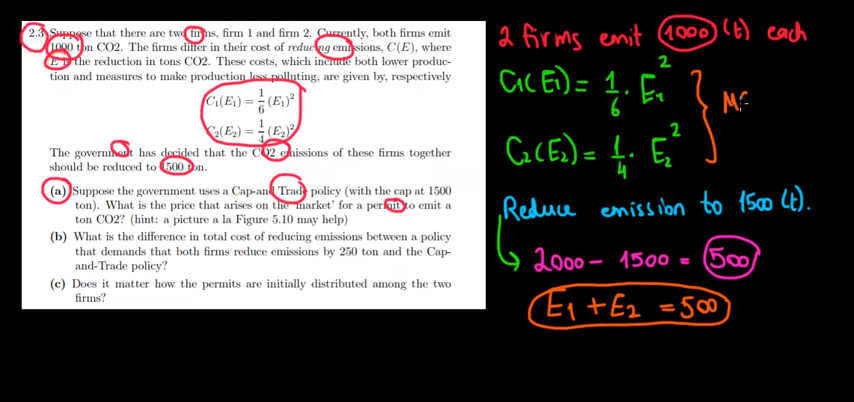 2.3 Suppose that there are two firms, firm 1 and firm 2. Currently, both firms emit
1000 ton CO2. The firms differ in their cost of reducing emissions, C(E), where
E is the reduction in tons CO2. These costs, which include both lower produc-
tion and measures to make production less polluting, are given by, respectively
C₁(E₁) = 1/6 (E₁)²
C₂(E₂) = 1/4 (E₂)²
The government has decided that the CO2 emissions of these firms together
should be reduced to 1500 ton.
(a) Suppose the government uses a Cap-and Trade policy (with the cap at 1500
ton). What is the price that arises on the 'market' for a permit to emit a
ton CO2? (hint: a picture a la Figure 5.10 may help)
(b) What is the difference in total cost of reducing emissions between a policy
that demands that both firms reduce emissions by 250 ton and the Cap-
and-Trade policy?
(c) Does it matter how the permits are initially distributed among the two
firms?
2 firms emit 1000 (t) each
C₁(E₁) = 1/6 · E₁²
C₂(E₂) = 1/4 · E₂²
Reduce emission to 1500 (t).
2000 - 1500 = 500
E₁ + E₂ = 500